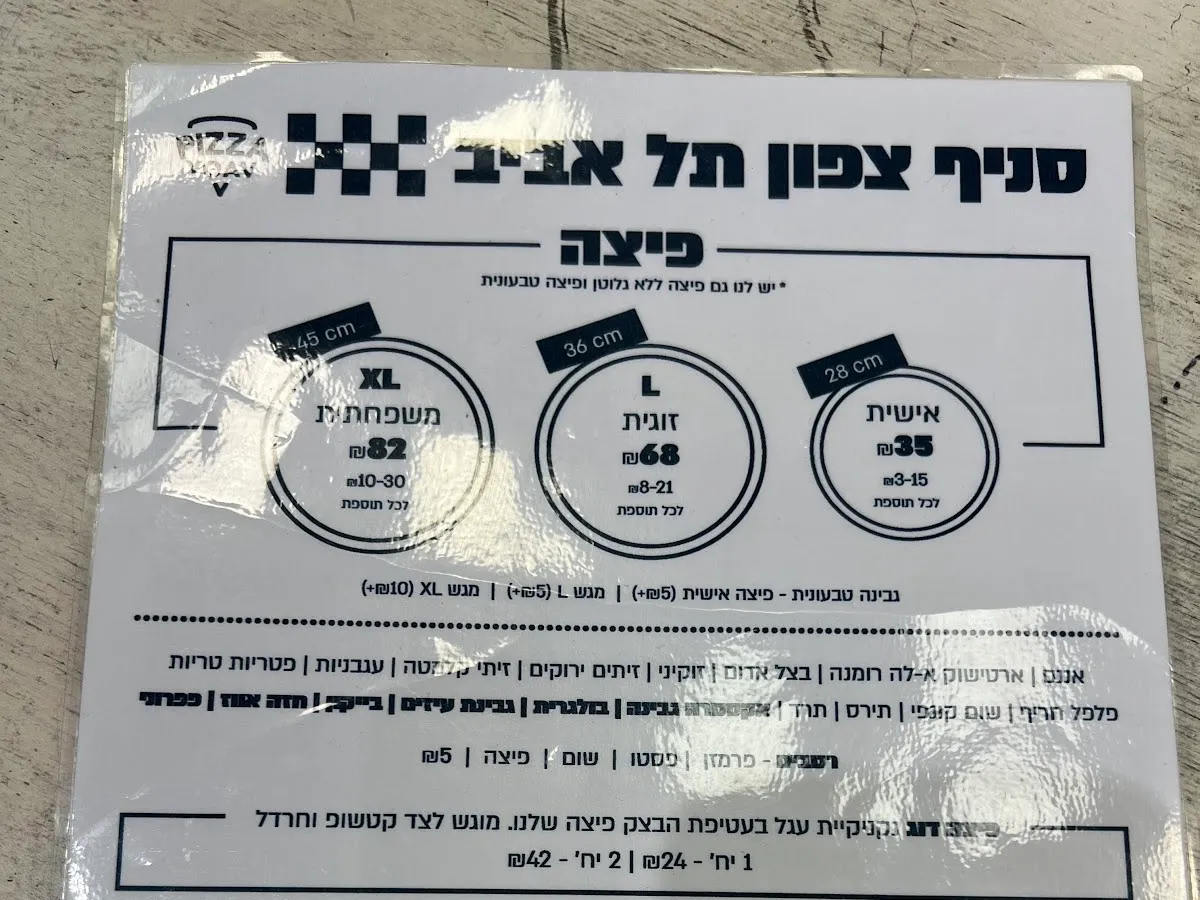 סניף צפון תל אביב
PIZZA
פיצה
* יש לנו גם פיצה ללא גלוטן ופיצה טבעונית
28 cm
אישית
₪35
₪3-15
לכל תוספת
36 cm
L
זוגית
₪68
₪8-21
לכל תוספת
45 cm
XL
משפחתית
₪82
₪10-30
לכל תוספת
גבינה טבעונית - פיצה אישית (₪5+) | מגש L (₪5+) | מגש XL (₪10+)
אננס | ארטישוק א-לה רומנה | בצל אדום | זוקיני | זיתים ירוקים | זיתי קלמטה | עגבניות | פטריות טריות
פלפל חריף | שום קונפי | תירס | תרד | אקסטרה גבינה | בולגרית | גבינת עיזים | בייקון | חזה אווז | פפרוני
רטבים - פרמזן | פסטו | שום | פיצה | ₪5
פיצה דוג נקניקיית עגל בעטיפת הבצק פיצה שלנו. מוגש לצד קטשופ וחרדל
1 יח' - ₪24 | 2 יח' - ₪42